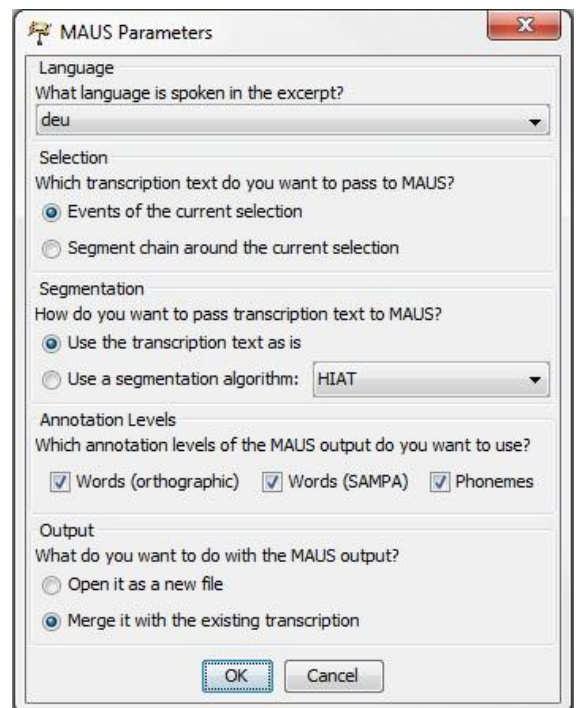 MAUS Parameters
Language
What language is spoken in the excerpt?
deu
Selection
Which transcription text do you want to pass to MAUS?
Events of the current selection
Segment chain around the current selection
Segmentation
How do you want to pass transcription text to MAUS?
Use the transcription text as is
Use a segmentation algorithm: HIAT
Annotation Levels
Which annotation levels of the MAUS output do you want to use?
Words (orthographic) Words (SAMPA) Phonemes
Output
What do you want to do with the MAUS output?
Open it as a new file
Merge it with the existing transcription
OK Cancel